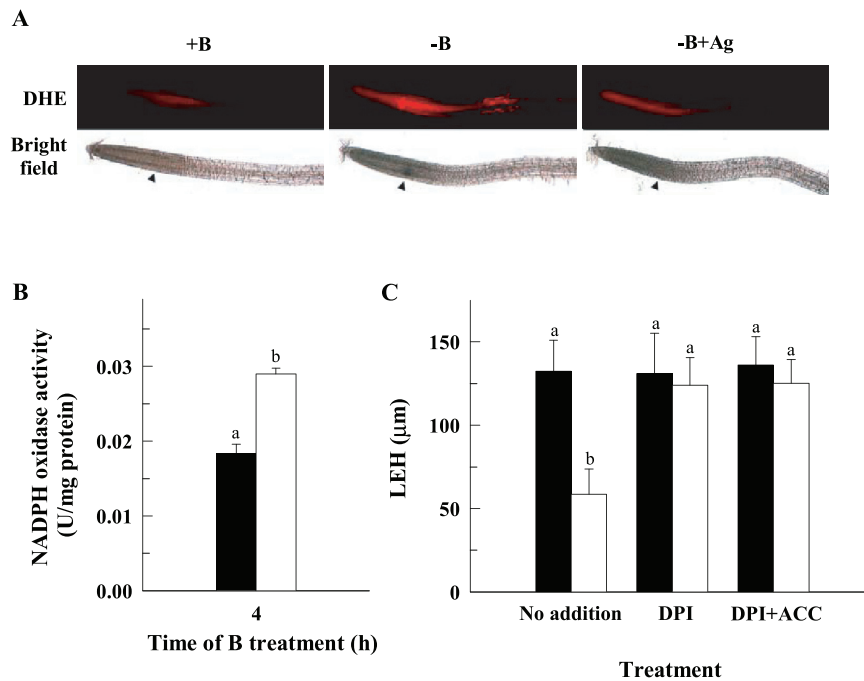 A
+B -B -B+Ag
DHE
Bright
field
B
NADPH oxidase activity
(U/mg protein)
0.03
0.02
0.01
0.00
a b
4
Time of B treatment (h)
C
LEH (μm)
150
100
50
0
a b a a a a
No addition DPI DPI+ACC
Treatment